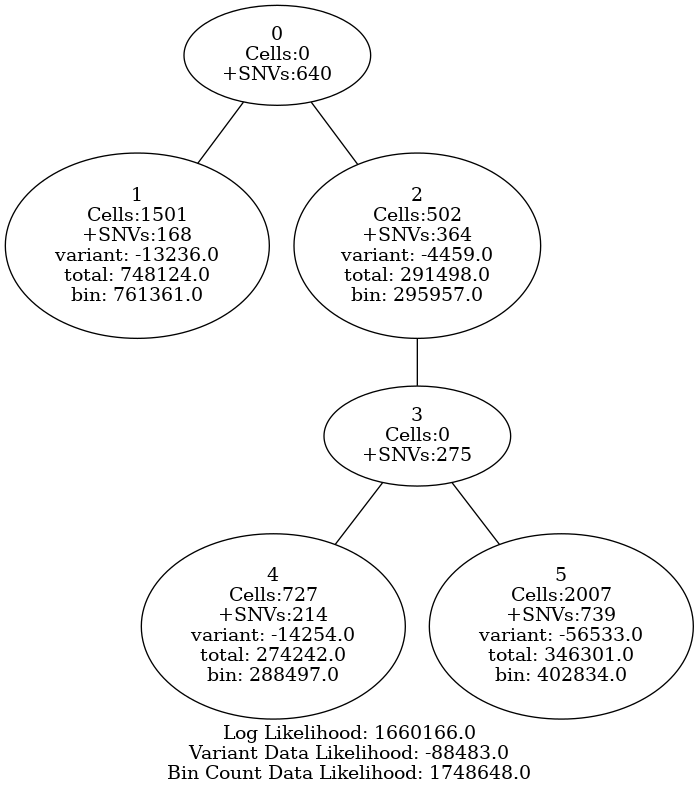 0
Cells:0
+SNVs:640
1
Cells:1501
+SNVs:168
variant: -13236.0
total: 748124.0
bin: 761361.0
2
Cells:502
+SNVs:364
variant: -4459.0
total: 291498.0
bin: 295957.0
3
Cells:0
+SNVs:275
4
Cells:727
+SNVs:214
variant: -14254.0
total: 274242.0
bin: 288497.0
5
Cells:2007
+SNVs:739
variant: -56533.0
total: 346301.0
bin: 402834.0
Log Likelihood: 1660166.0
Variant Data Likelihood: -88483.0
Bin Count Data Likelihood: 1748648.0